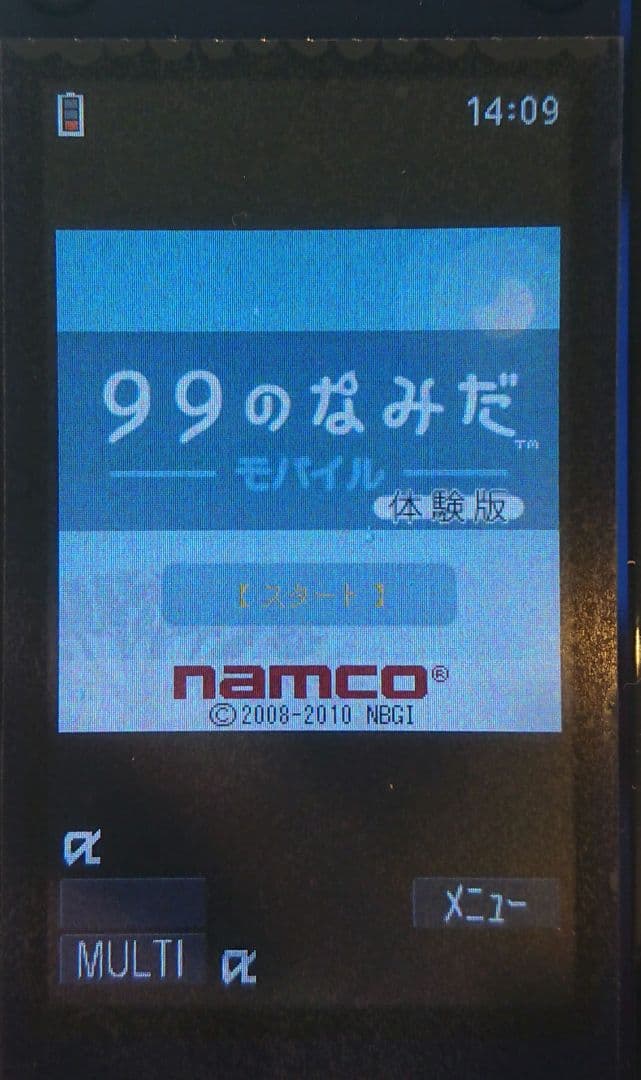 14:09
99のなみだ
TM
モバイル
体験版
【スタート】
namco®
©2008-2010 NBGI
α
メニュー
MULTI α